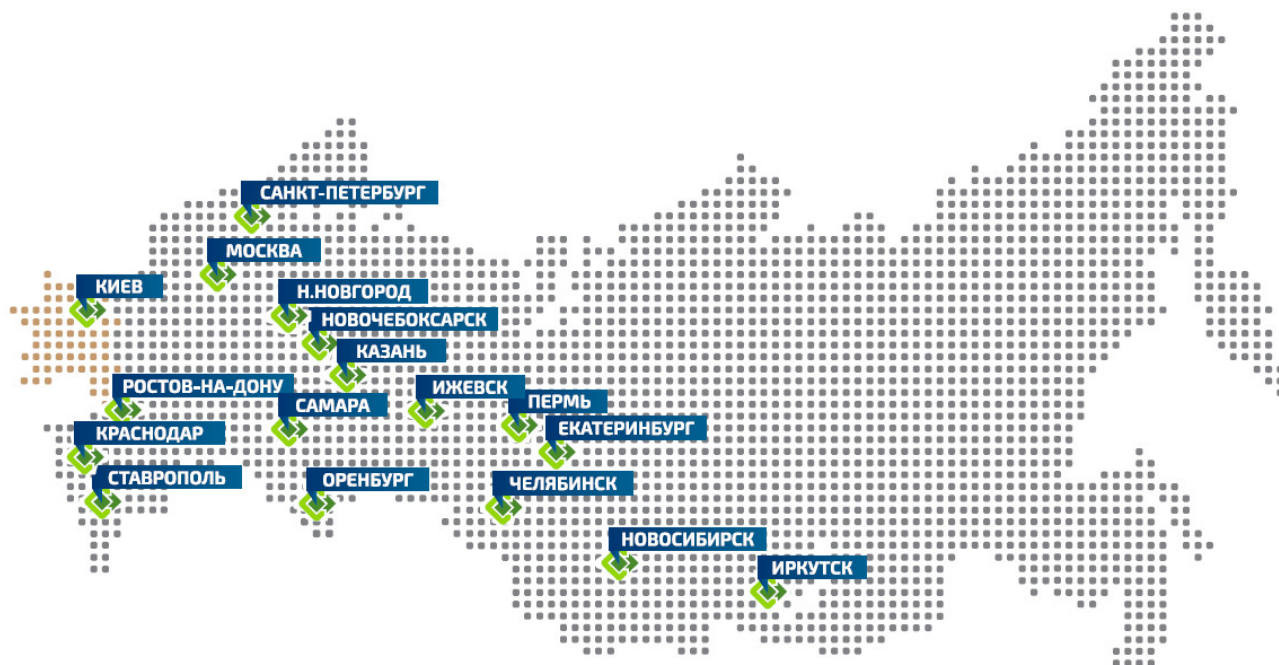 САНКТ-ПЕТЕРБУРГ
МОСКВА
КИЕВ
Н.НОВГОРОД
НОВОЧЕБОКСАРСК
КАЗАНЬ
РОСТОВ-НА-ДОНУ
ИЖЕВСК
САМАРА
ПЕРМЬ
КРАСНОДАР
ЕКАТЕРИНБУРГ
СТАВРОПОЛЬ
ОРЕНБУРГ
ЧЕЛЯБИНСК
НОВОСИБИРСК
ИРКУТСК